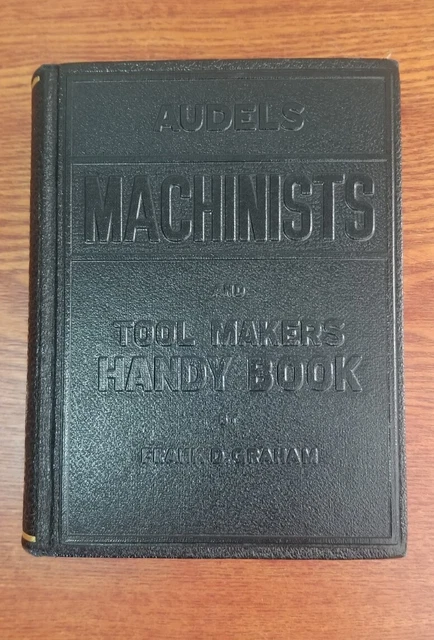 AUDELS
MACHINISTS
AND
TOOL MAKERS
HANDY BOOK
BY
FRANK D. GRAHAM